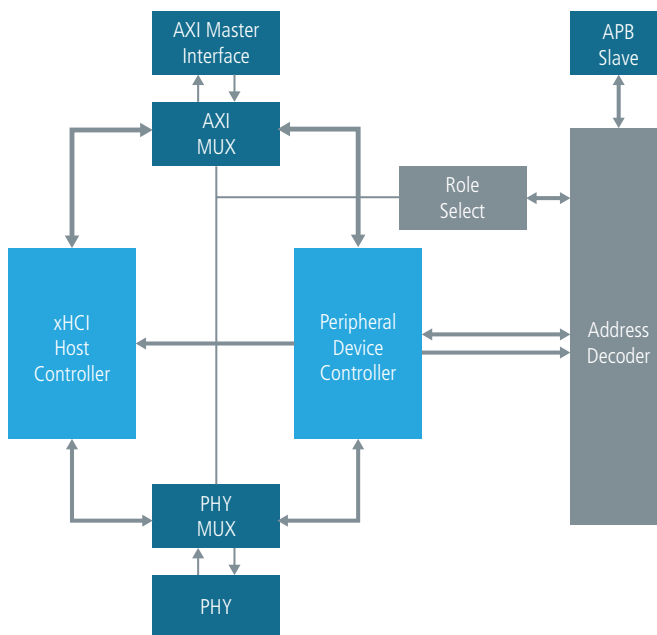 AXI Master
Interface
APB
Slave
AXI
MUX
Role
Select
xHCI
Host
Controller
Peripheral
Device
Controller
Address
Decoder
PHY
MUX
PHY